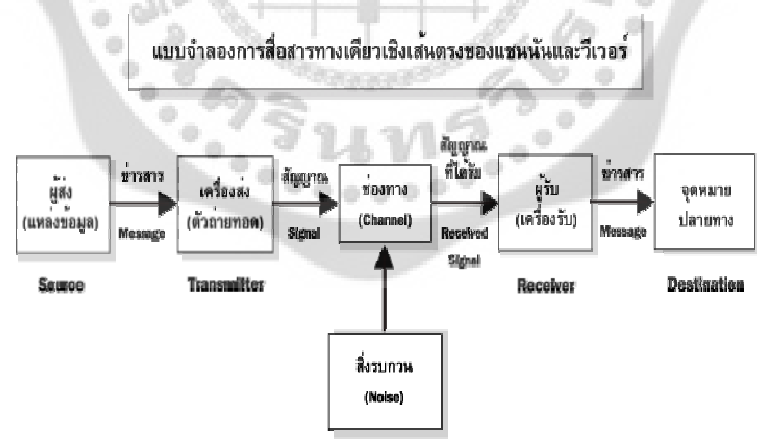 แบบจำลองการสื่อสารทางเดียวเชิงเส้นตรงของแชนนันและวีเวอร์
ผู้ส่ง
(แหล่งข้อมูล)
Source
ข่าวสาร
Message
เครื่องส่ง
(ตัวถ่ายทอด)
Transmitter
สัญญาณ
Signal
ช่องทาง
(Channel)
สัญญาณ
ที่ได้รับ
Received
Signal
ผู้รับ
(เครื่องรับ)
Receiver
ข่าวสาร
Message
จุดหมาย
ปลายทาง
Destination
สิ่งรบกวน
(Noise)